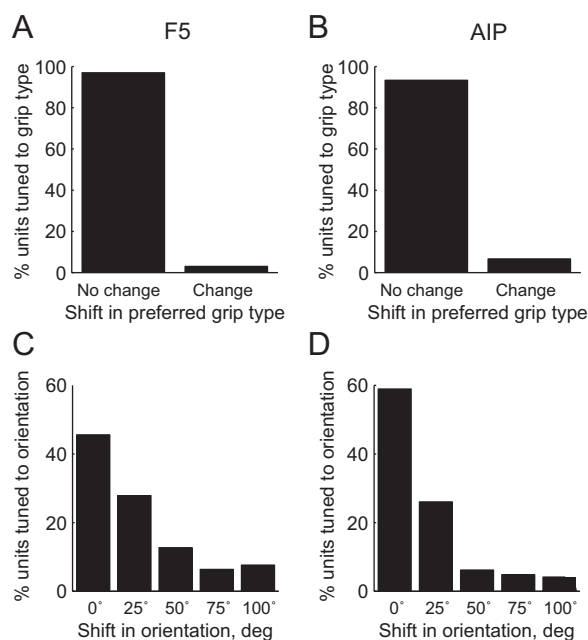 A
F5
B
AIP
% units tuned to grip type
100
80
60
40
20
0
No change
Change
Shift in preferred grip type
% units tuned to grip type
100
80
60
40
20
0
No change
Change
Shift in preferred grip type
C
% units tuned to orientation
60
40
20
0
0° 25° 50° 75° 100°
Shift in orientation, deg
D
% units tuned to orientation
60
40
20
0
0° 25° 50° 75° 100°
Shift in orientation, deg